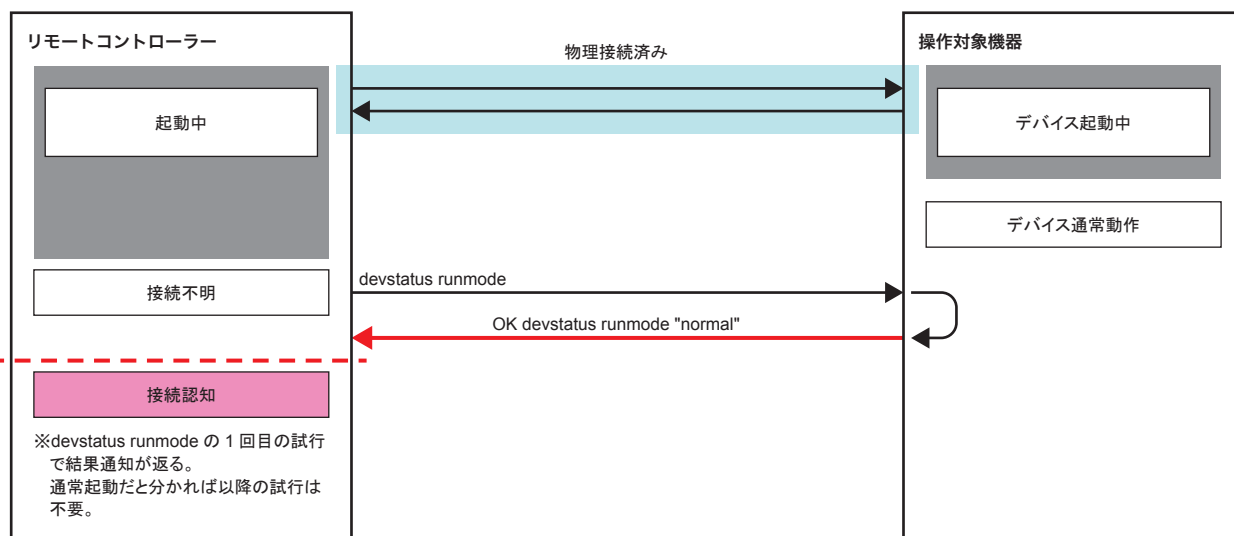 リモートコントローラー
物理接続済み
操作対象機器
起動中
デバイス起動中
デバイス通常動作
接続不明
devstatus runmode
OK devstatus runmode "normal"
接続認知
※devstatus runmode の 1 回目の試行
で結果通知が返る。
通常起動だと分かれば以降の試行は
不要。